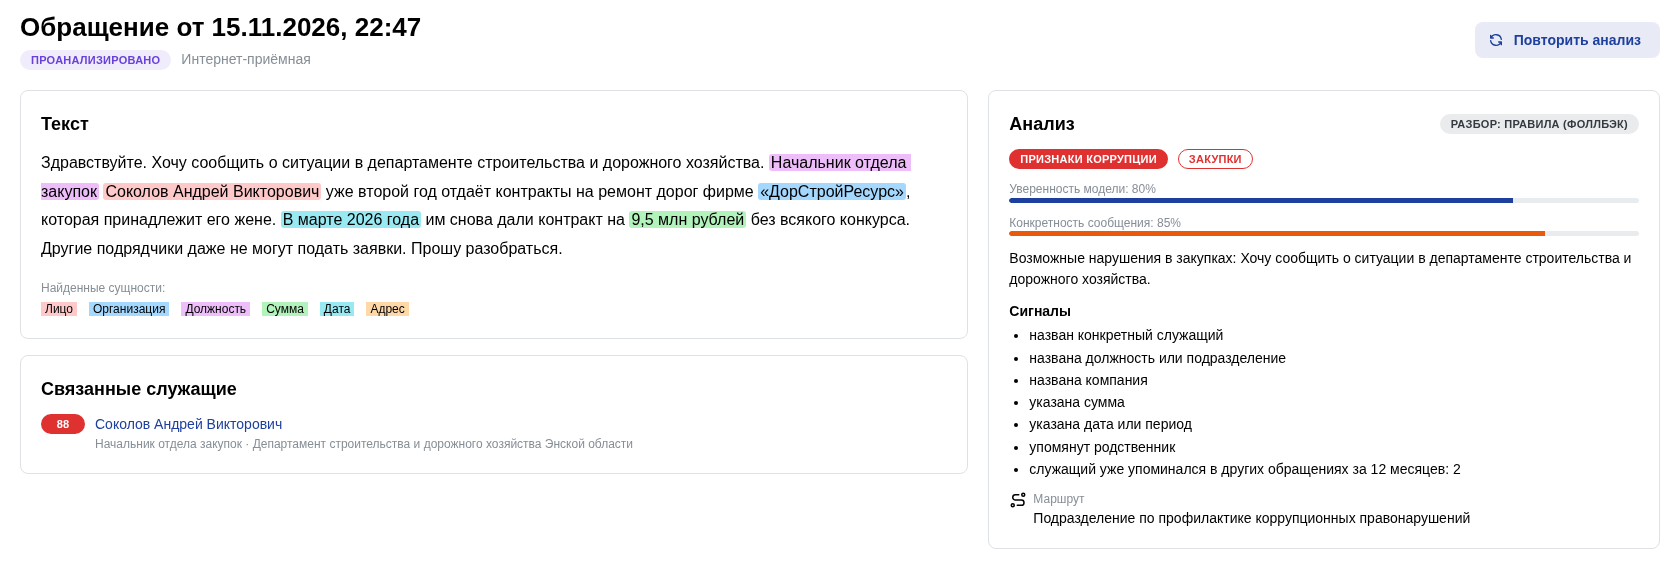 Обращение от 15.11.2026, 22:47
ПРОАНАЛИЗИРОВАНО Интернет-приёмная
Повторить анализ
Текст
Здравствуйте. Хочу сообщить о ситуации в департаменте строительства и дорожного хозяйства. Начальник отдела
закупок Соколов Андрей Викторович уже второй год отдаёт контракты на ремонт дорог фирме «ДорСтройРесурс»,
которая принадлежит его жене. В марте 2026 года им снова дали контракт на 9,5 млн рублей без всякого конкурса.
Другие подрядчики даже не могут подать заявки. Прошу разобраться.
Найденные сущности:
Лицо Организация Должность Сумма Дата Адрес
Связанные служащие
88 Соколов Андрей Викторович
Начальник отдела закупок · Департамент строительства и дорожного хозяйства Энской области
Анализ
РАЗБОР: ПРАВИЛА (ФОЛЛБЭК)
ПРИЗНАКИ КОРРУПЦИИ ЗАКУПКИ
Уверенность модели: 80%
Конкретность сообщения: 85%
Возможные нарушения в закупках: Хочу сообщить о ситуации в департаменте строительства и
дорожного хозяйства.
Сигналы
• назван конкретный служащий
• названа должность или подразделение
• названа компания
• указана сумма
• указана дата или период
• упомянут родственник
• служащий уже упоминался в других обращениях за 12 месяцев: 2
Маршрут
Подразделение по профилактике коррупционных правонарушений